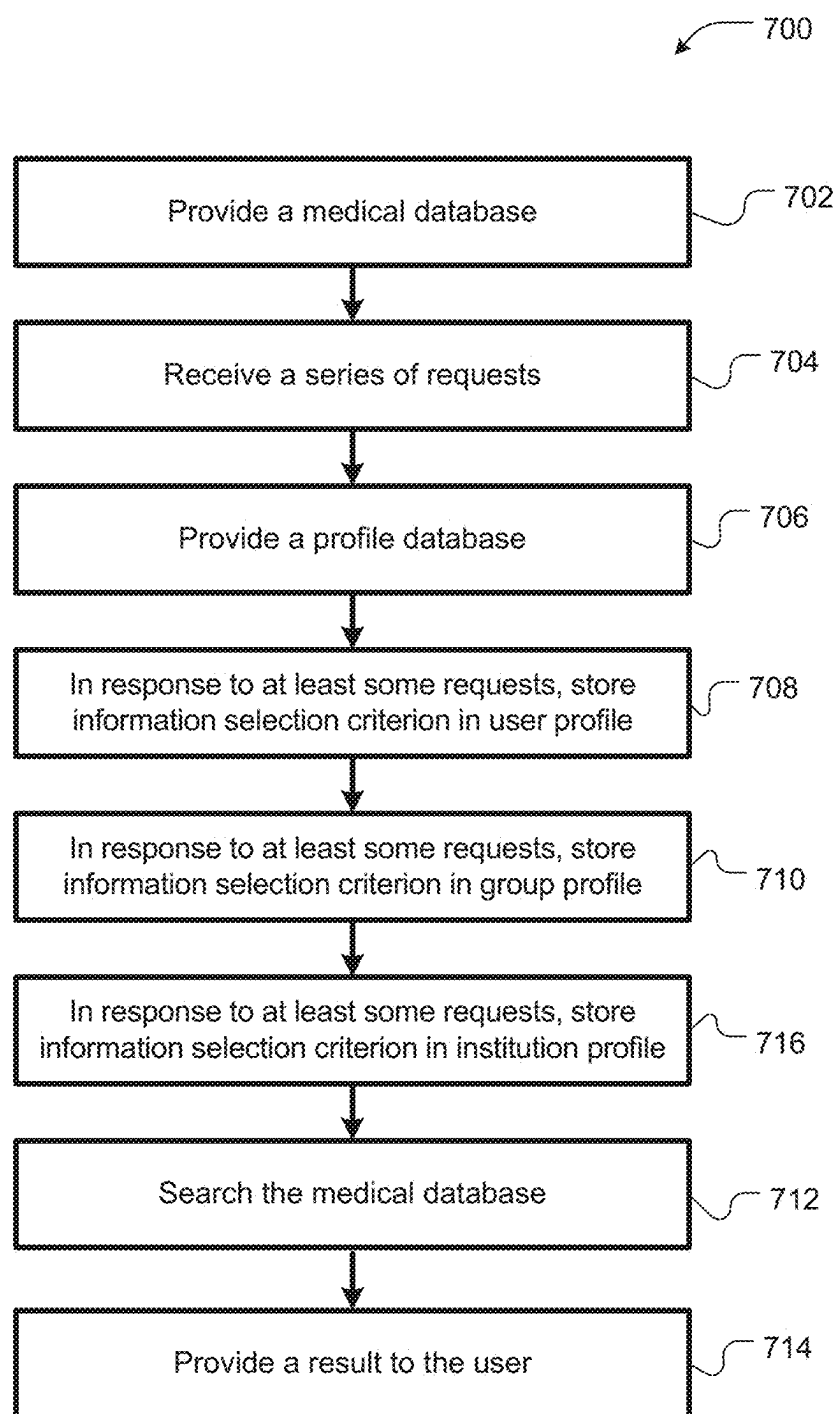 700
Provide a medical database
702
Receive a series of requests
704
Provide a profile database
706
In response to at least some requests, store
information selection criterion in user profile
708
In response to at least some requests, store
information selection criterion in group profile
710
In response to at least some requests, store
information selection criterion in institution profile
716
Search the medical database
712
Provide a result to the user
714